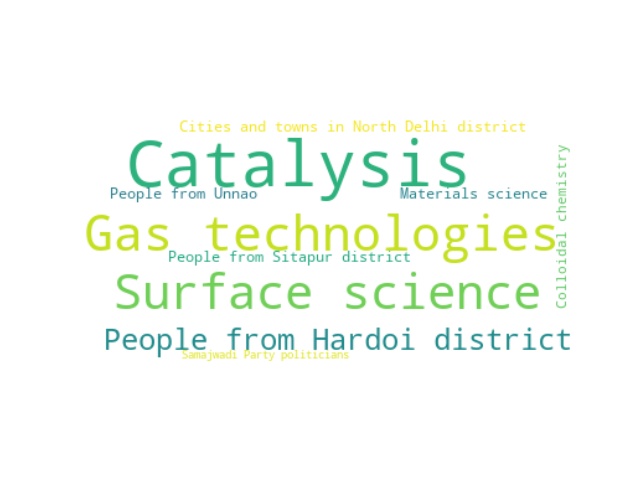 Cities and towns in North Delhi district
Catalysis
People from Unnao
Materials science
Colloidal chemistry
Gas technologies
People from Sitapur district
Surface science
People from Hardoi district
Samajwadi Party politicians